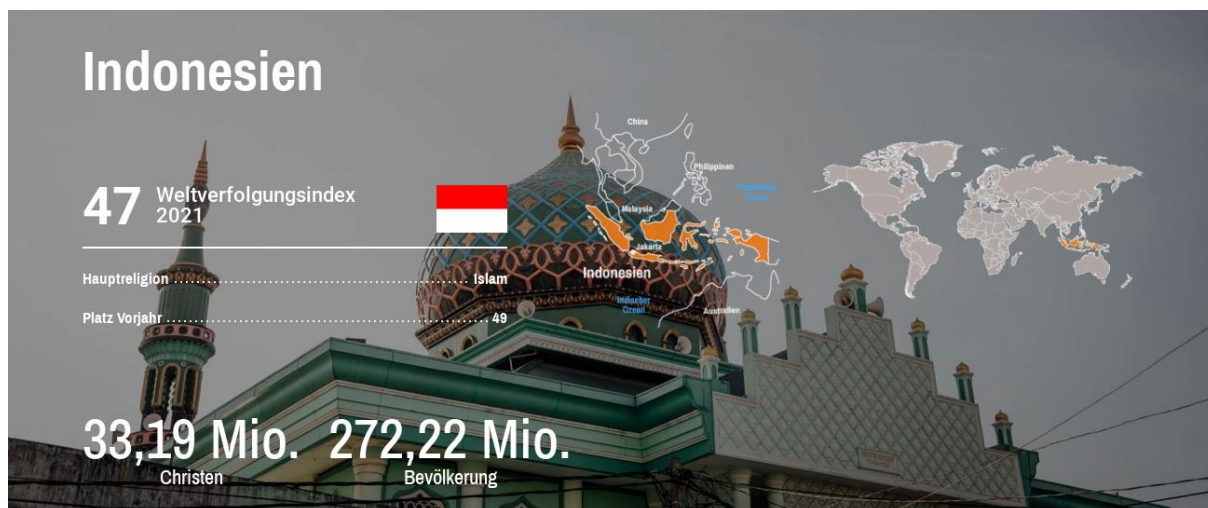 Indonesien
47 Weltverfolgungsindex
2021
Hauptreligion Islam
Platz Vorjahr 49
33,19 Mio. 272,22 Mio.
Christen Bevölkerung
China
Philippinen
Malaysia
Jakarta
Indonesien
Indischer
Ozean
Australien